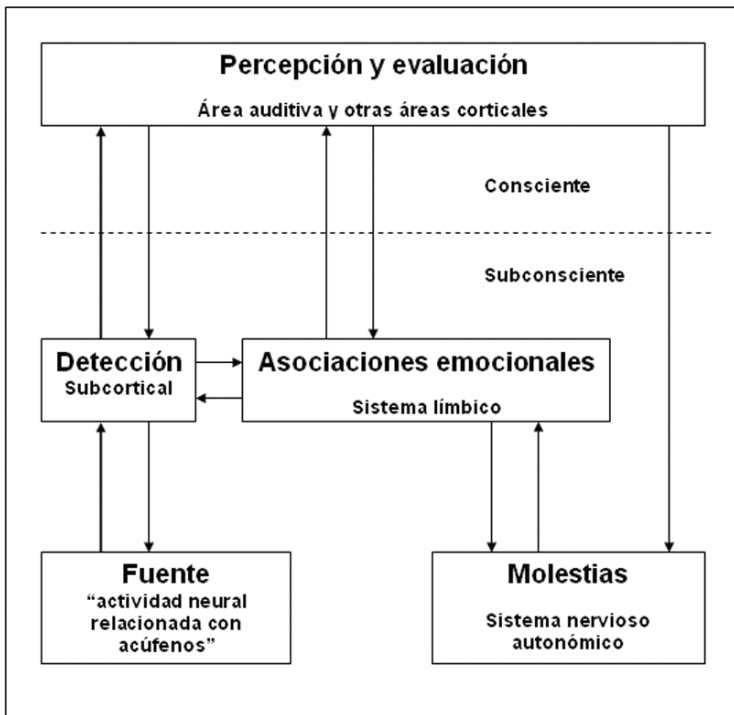 Percepción y evaluación
Área auditiva y otras áreas corticales
Consciente
Subconsciente
Detección
Subcortical
Asociaciones emocionales
Sistema límbico
Fuente
“actividad neural
relacionada con
acúfenos”
Molestias
Sistema nervioso
autonómico